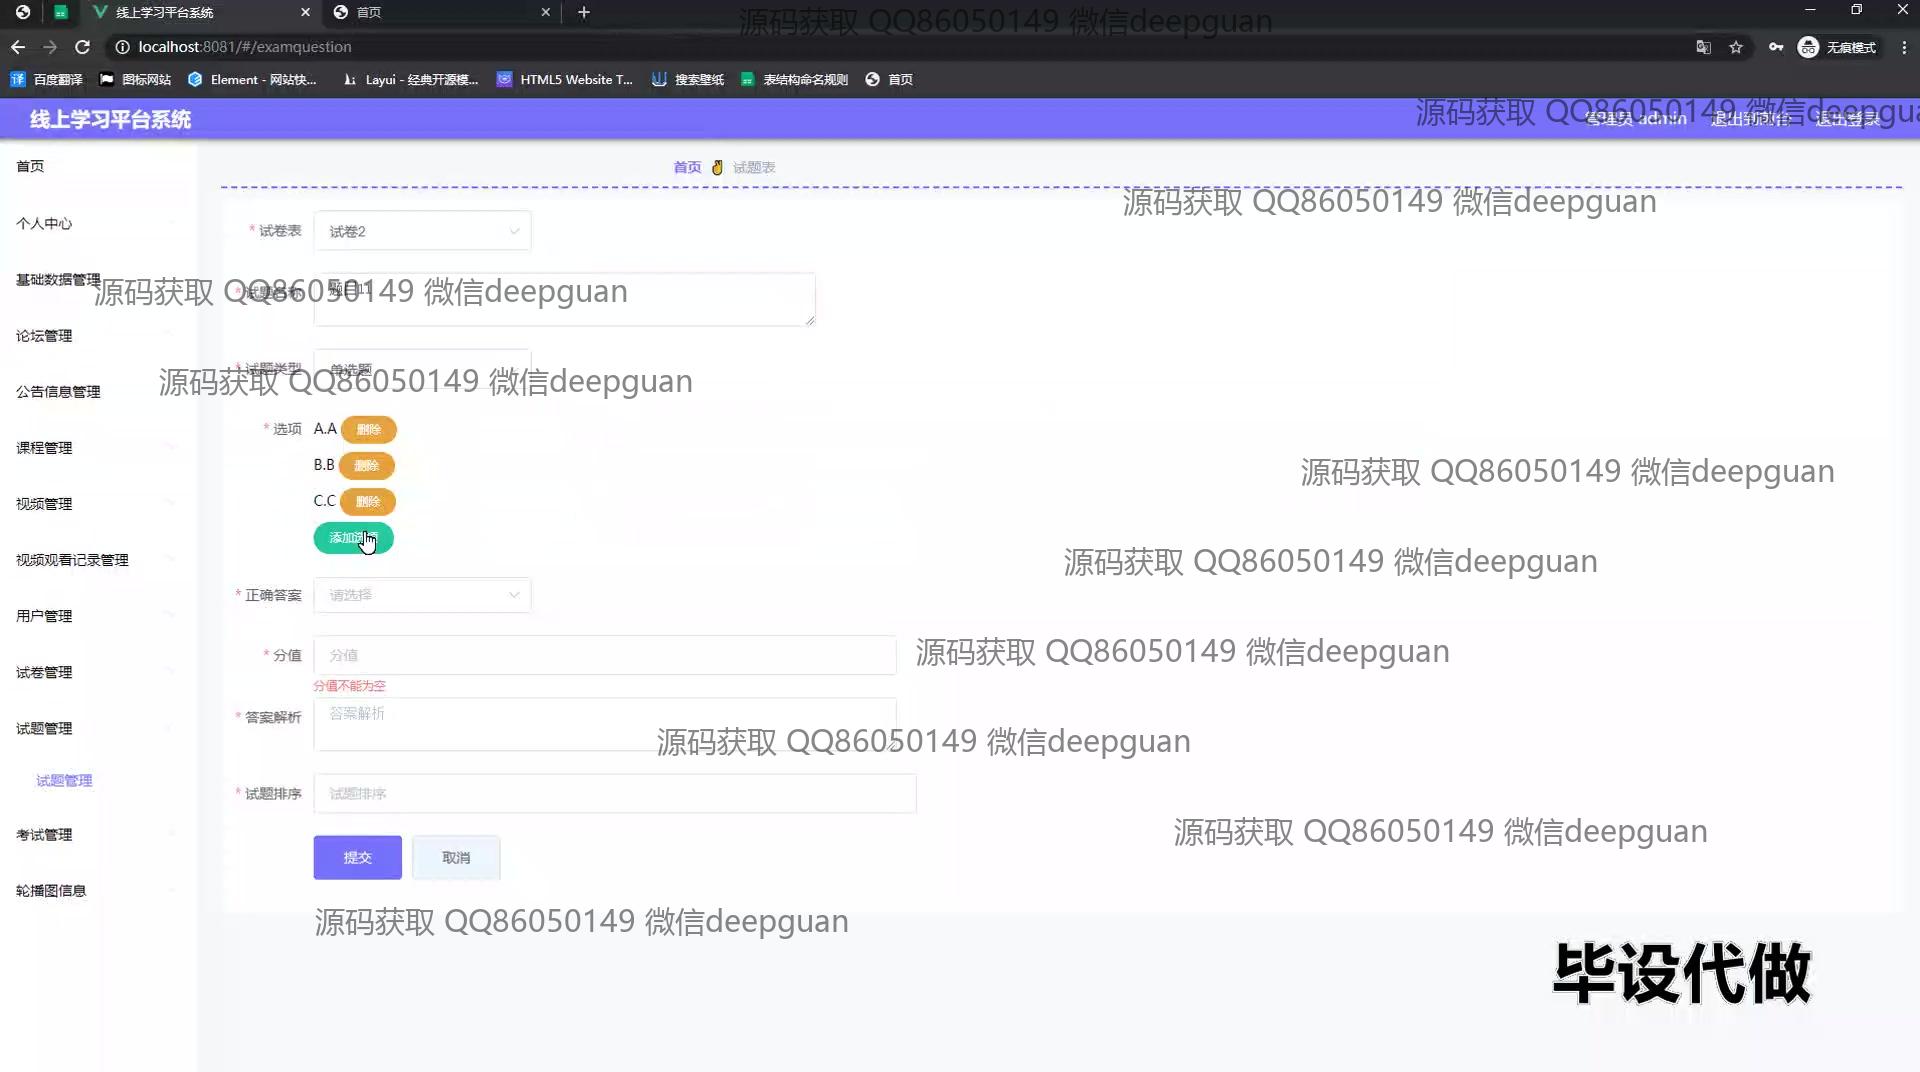 线上学习平台系统
首页
源码获取 QQ86050149 微信deepguan
localhost:8081/#/examquestion
无痕模式
百度翻译
图标网站
Element - 网站快...
Layui - 经典开源模...
HTML5 Website T...
搜索壁纸
表结构命名规则
首页
线上学习平台系统
源码获取 QQ86050149 微信deepgua
管理员 admin
退出到前台
退出登录
首页
首页 试题表
源码获取 QQ86050149 微信deepguan
个人中心
* 试卷表 试卷2
基础数据管理
源码获取 QQ86050149 微信deepguan
* 试题名称
论坛管理
* 试题类型 单选题
源码获取 QQ86050149 微信deepguan
公告信息管理
* 选项 A.A 删除
课程管理
B.B 删除
源码获取 QQ86050149 微信deepguan
视频管理
C.C 删除
添加选项
视频观看记录管理
源码获取 QQ86050149 微信deepguan
* 正确答案 请选择
用户管理
* 分值 分值
源码获取 QQ86050149 微信deepguan
试卷管理
分值不能为空
* 答案解析 答案解析
试题管理
源码获取 QQ86050149 微信deepguan
试题管理
* 试题排序 试题排序
考试管理
源码获取 QQ86050149 微信deepguan
提交 取消
轮播图信息
源码获取 QQ86050149 微信deepguan
毕设代做